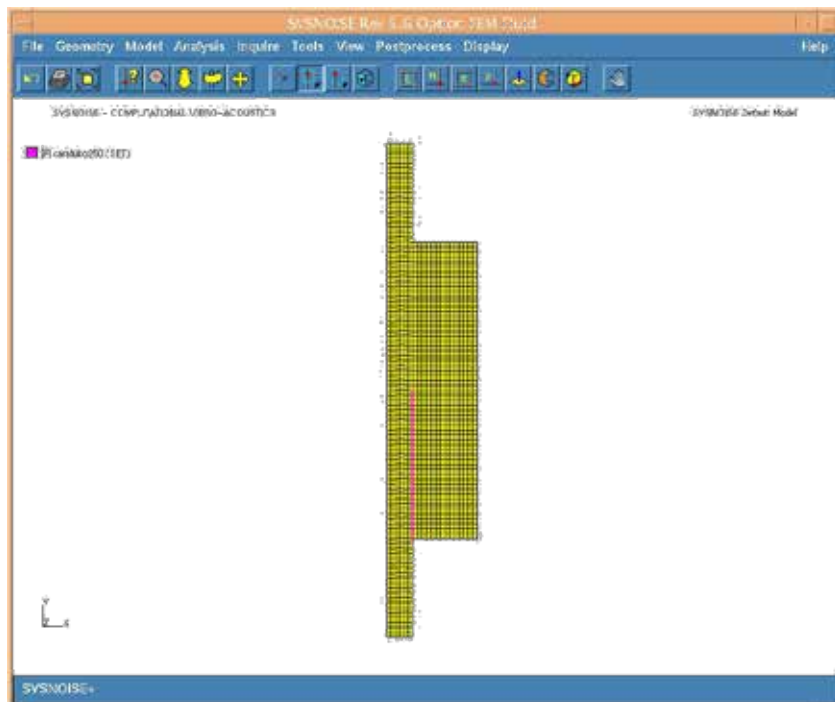 SYSNOISE Rev 5.6 Option FEM Fluid
File Geometry Model Analysis Inquire Tools View Postprocess Display Help
SYSNOISE - COMPUTATIONAL VIBRO-ACOUSTICS
SYSNOISE Default Model
Y
X
SYSNOISE>